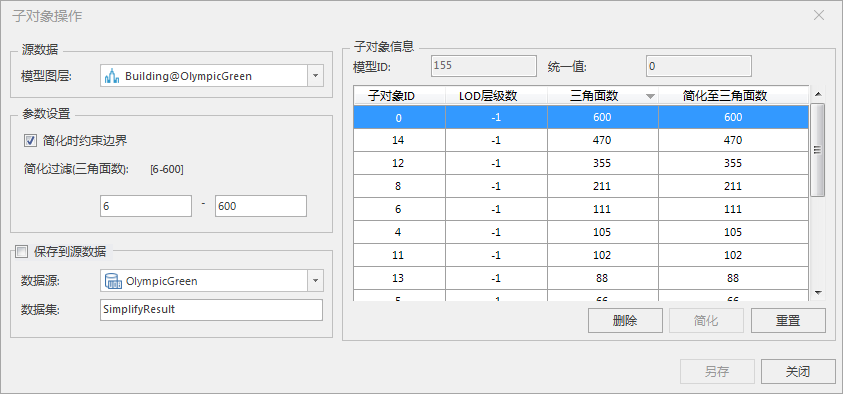 子对象操作
源数据
模型图层: Building@OlympicGreen
参数设置
简化时约束边界
简化过滤(三角面数): [6-600]
6 - 600
保存到源数据
数据源: OlympicGreen
数据集: SimplifyResult
子对象信息
模型ID: 155 统一值: 0
子对象ID LOD层级数 三角面数 简化至三角面数
0 -1 600 600
14 -1 470 470
12 -1 355 355
8 -1 211 211
6 -1 111 111
4 -1 105 105
11 -1 102 102
13 -1 88 88
5 -1 66 66
删除 简化 重置
另存 关闭